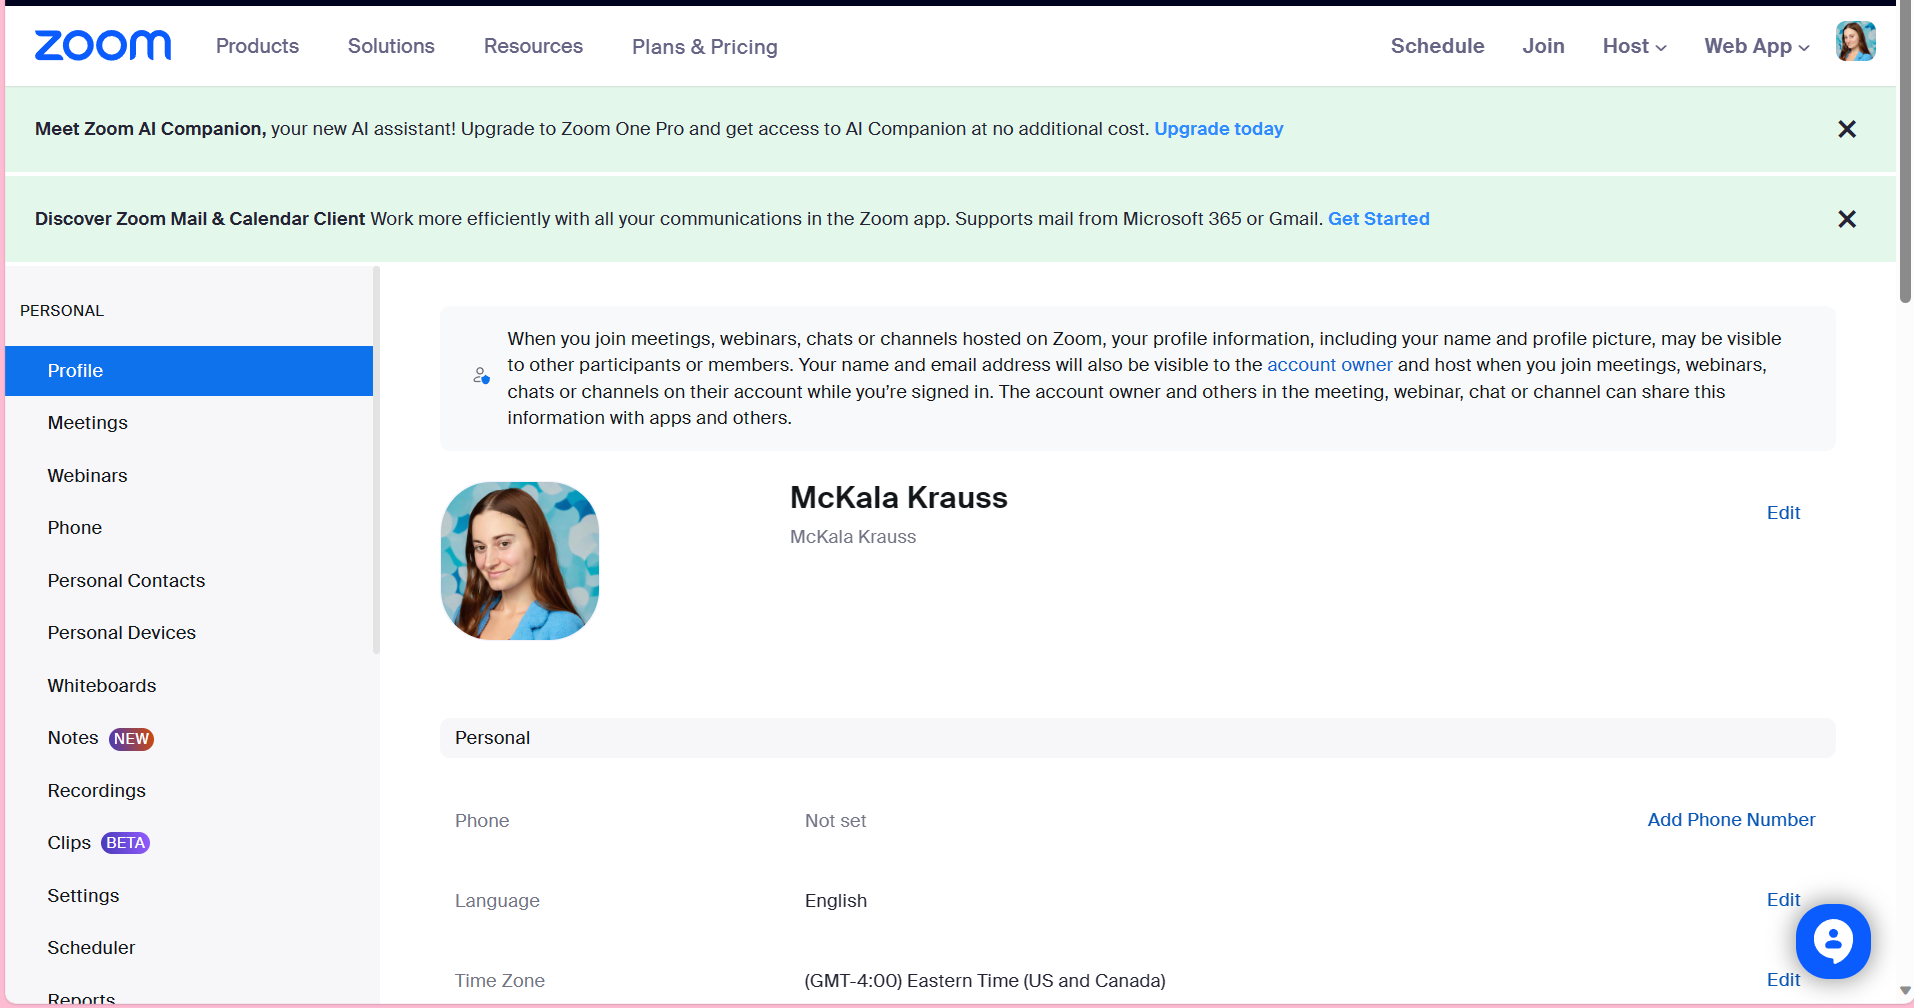 zoom
Products Solutions Resources Plans & Pricing Schedule Join Host Web App
Meet Zoom AI Companion, your new AI assistant! Upgrade to Zoom One Pro and get access to AI Companion at no additional cost. Upgrade today
Discover Zoom Mail & Calendar Client Work more efficiently with all your communications in the Zoom app. Supports mail from Microsoft 365 or Gmail. Get Started
PERSONAL
Profile
Meetings
Webinars
Phone
Personal Contacts
Personal Devices
Whiteboards
Notes NEW
Recordings
Clips BETA
Settings
Scheduler
Reports
When you join meetings, webinars, chats or channels hosted on Zoom, your profile information, including your name and profile picture, may be visible
to other participants or members. Your name and email address will also be visible to the account owner and host when you join meetings, webinars,
chats or channels on their account while you’re signed in. The account owner and others in the meeting, webinar, chat or channel can share this
information with apps and others.
McKala Krauss
McKala Krauss
Edit
Personal
Phone Not set Add Phone Number
Language English Edit
Time Zone (GMT-4:00) Eastern Time (US and Canada) Edit